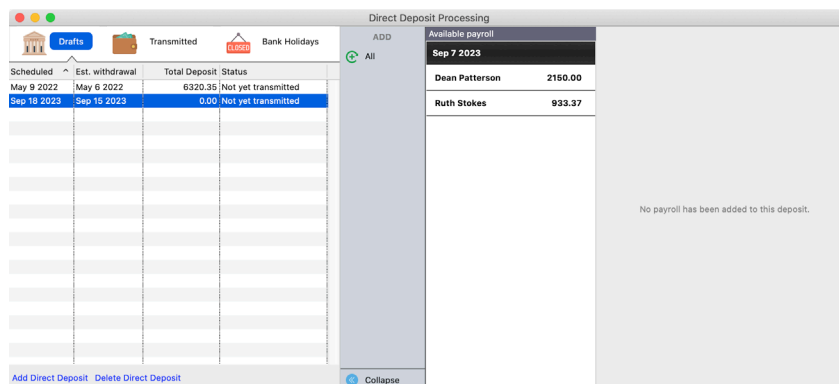 Direct Deposit Processing
Drafts
Transmitted
CLOSED
Bank Holidays
Scheduled Est. withdrawal Total Deposit Status
May 9 2022 May 6 2022 6320.35 Not yet transmitted
Sep 18 2023 Sep 15 2023 0.00 Not yet transmitted
Add Direct Deposit Delete Direct Deposit
ADD
All
Collapse
Available payroll
Sep 7 2023
Dean Patterson 2150.00
Ruth Stokes 933.37
No payroll has been added to this deposit.